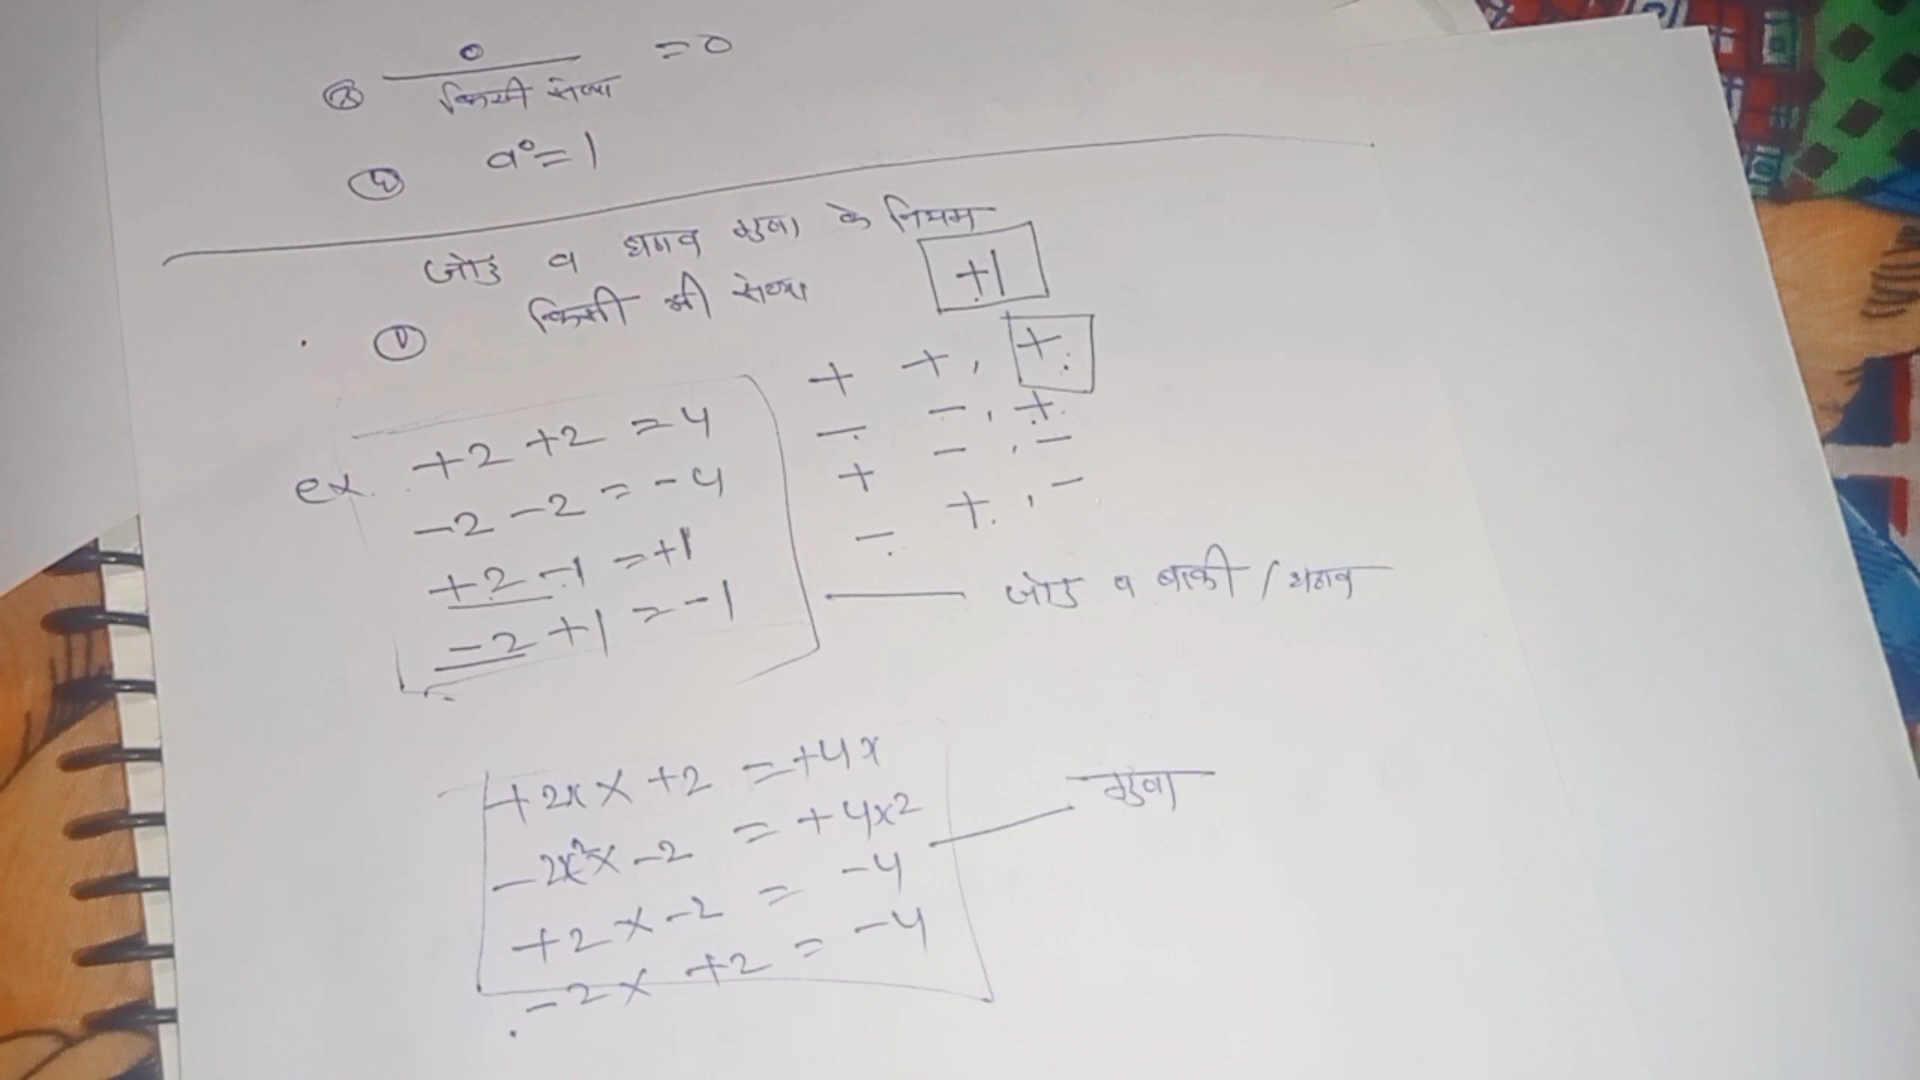 ③ 0/किसी संख्या = 0
④ a⁰ = 1
जोड व घटाव गुणा के नियम
① किसी भी संख्या +1
+ +, +
- -, +
+ -, -
- +, -
ex. +2 +2 = 4
-2 -2 = -4
+2 -1 = +1
-2 +1 = -1
जोड व बाकी / घटाव
+2x × +2 = +4x
-2x² × -2 = +4x2
+2 × -2 = -4
-2 × +2 = -4
गुणा